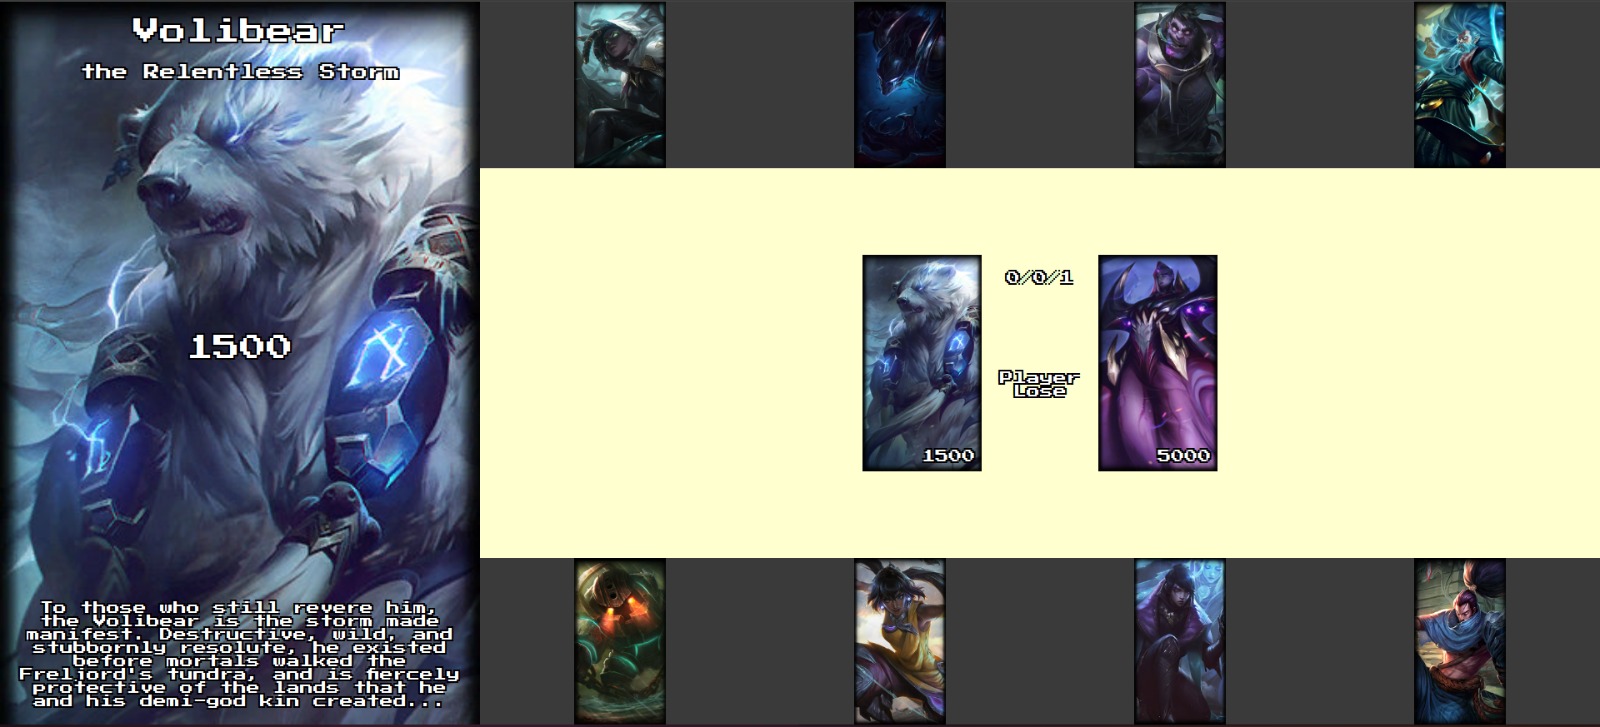 Volibear
the Relentless Storm
1500
To those who still revere him,
the Volibear is the storm made
manifest. Destructive, wild, and
stubbornly resolute, he existed
before mortals walked the
Freljord's tundra, and is fiercely
protective of the lands that he
and his demi-god kin created...
0/0/1
Player
Lose
1500
5000